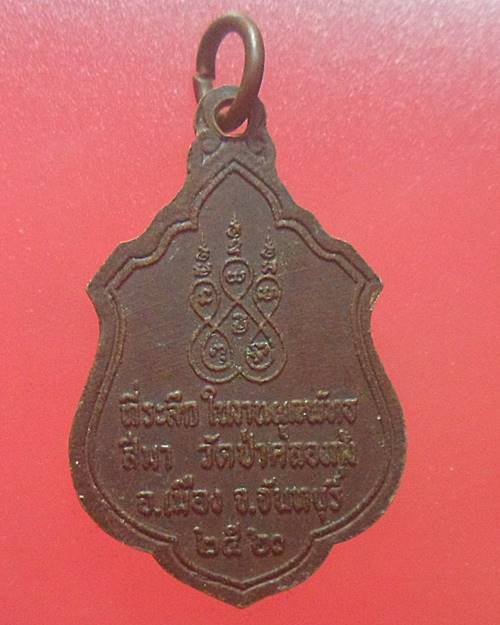 ที่ระลึก ในงานผูกพัทธ
สีมา วัดป่าคลองกุ้ง
อ.เมือง จ.จันทบุรี
๒๕๒๐